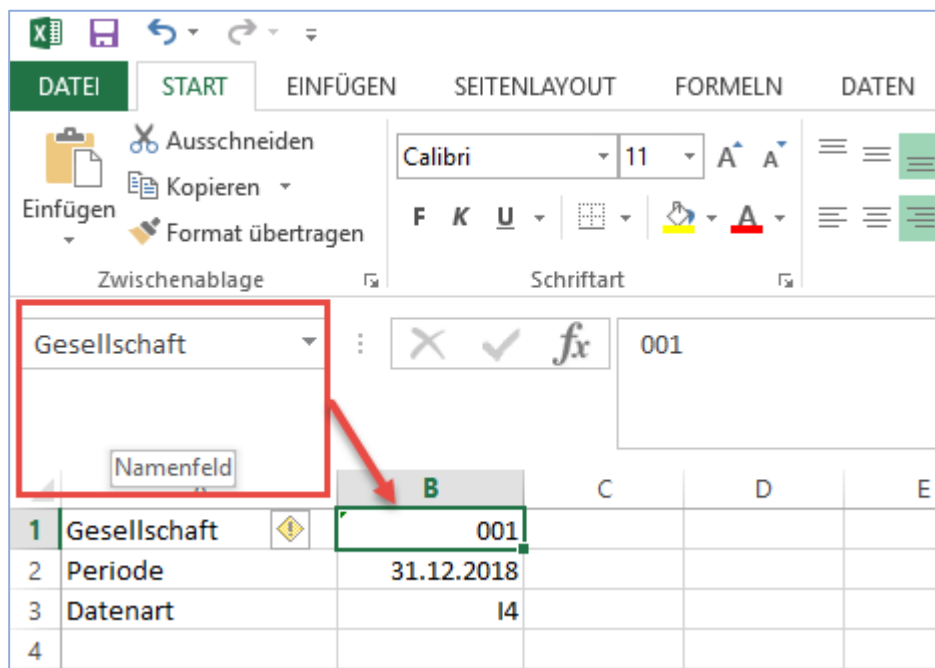 DATEI START EINFÜGEN SEITENLAYOUT FORMELN DATEN
Ausschneiden
Kopieren
Format übertragen
Einfügen
Zwischenablage
Calibri 11 A A
F K U A
Schriftart
Gesellschaft fx 001
Namenfeld
B C D E
1 Gesellschaft 001
2 Periode 31.12.2018
3 Datenart I4
4